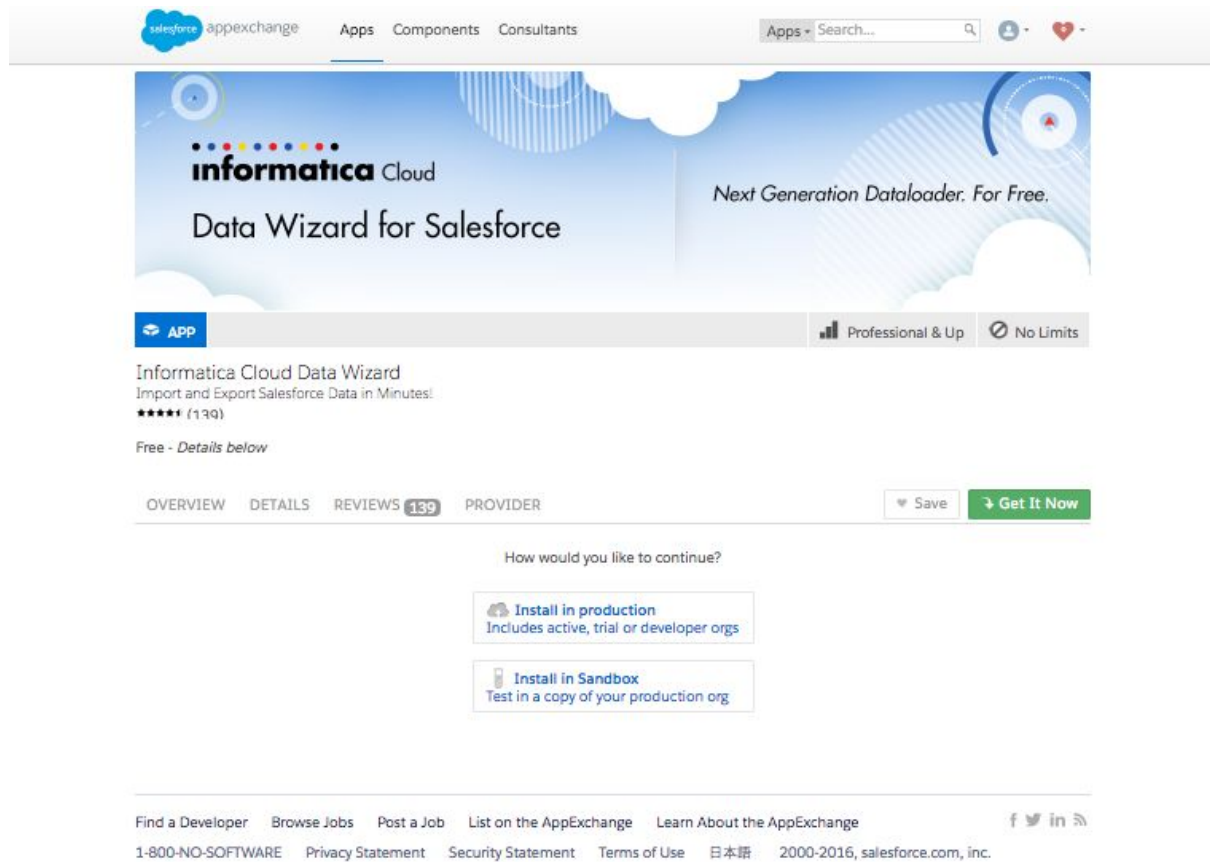 salesforce appexchange Apps Components Consultants Apps Search...
informatica Cloud
Data Wizard for Salesforce
Next Generation Dataloader. For Free.
APP Professional & Up No Limits
Informatica Cloud Data Wizard
Import and Export Salesforce Data in Minutes!
(139)
Free - Details below
OVERVIEW DETAILS REVIEWS 139 PROVIDER Save Get It Now
How would you like to continue?
Install in production
Includes active, trial or developer orgs
Install in Sandbox
Test in a copy of your production org
Find a Developer Browse Jobs Post a Job List on the AppExchange Learn About the AppExchange
1-800-NO-SOFTWARE Privacy Statement Security Statement Terms of Use 日本語 2000-2016, salesforce.com, inc.